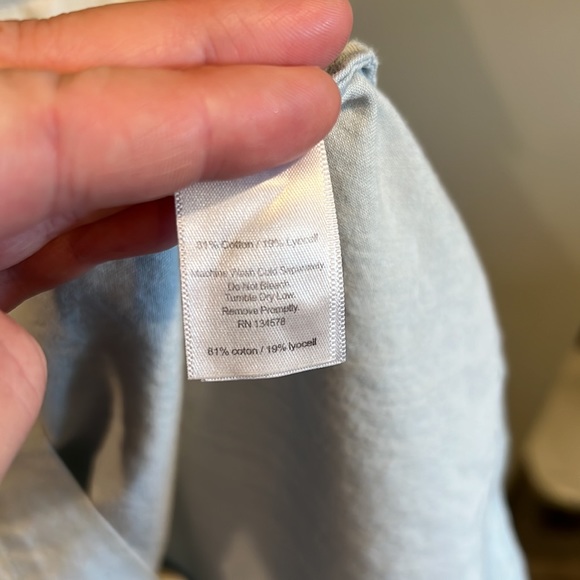 81% Cotton / 19% Lyocell
Machine Wash Cold Separately
Do Not Bleach
Tumble Dry Low
Remove Promptly
RN 134578
81% coton / 19% lyocell